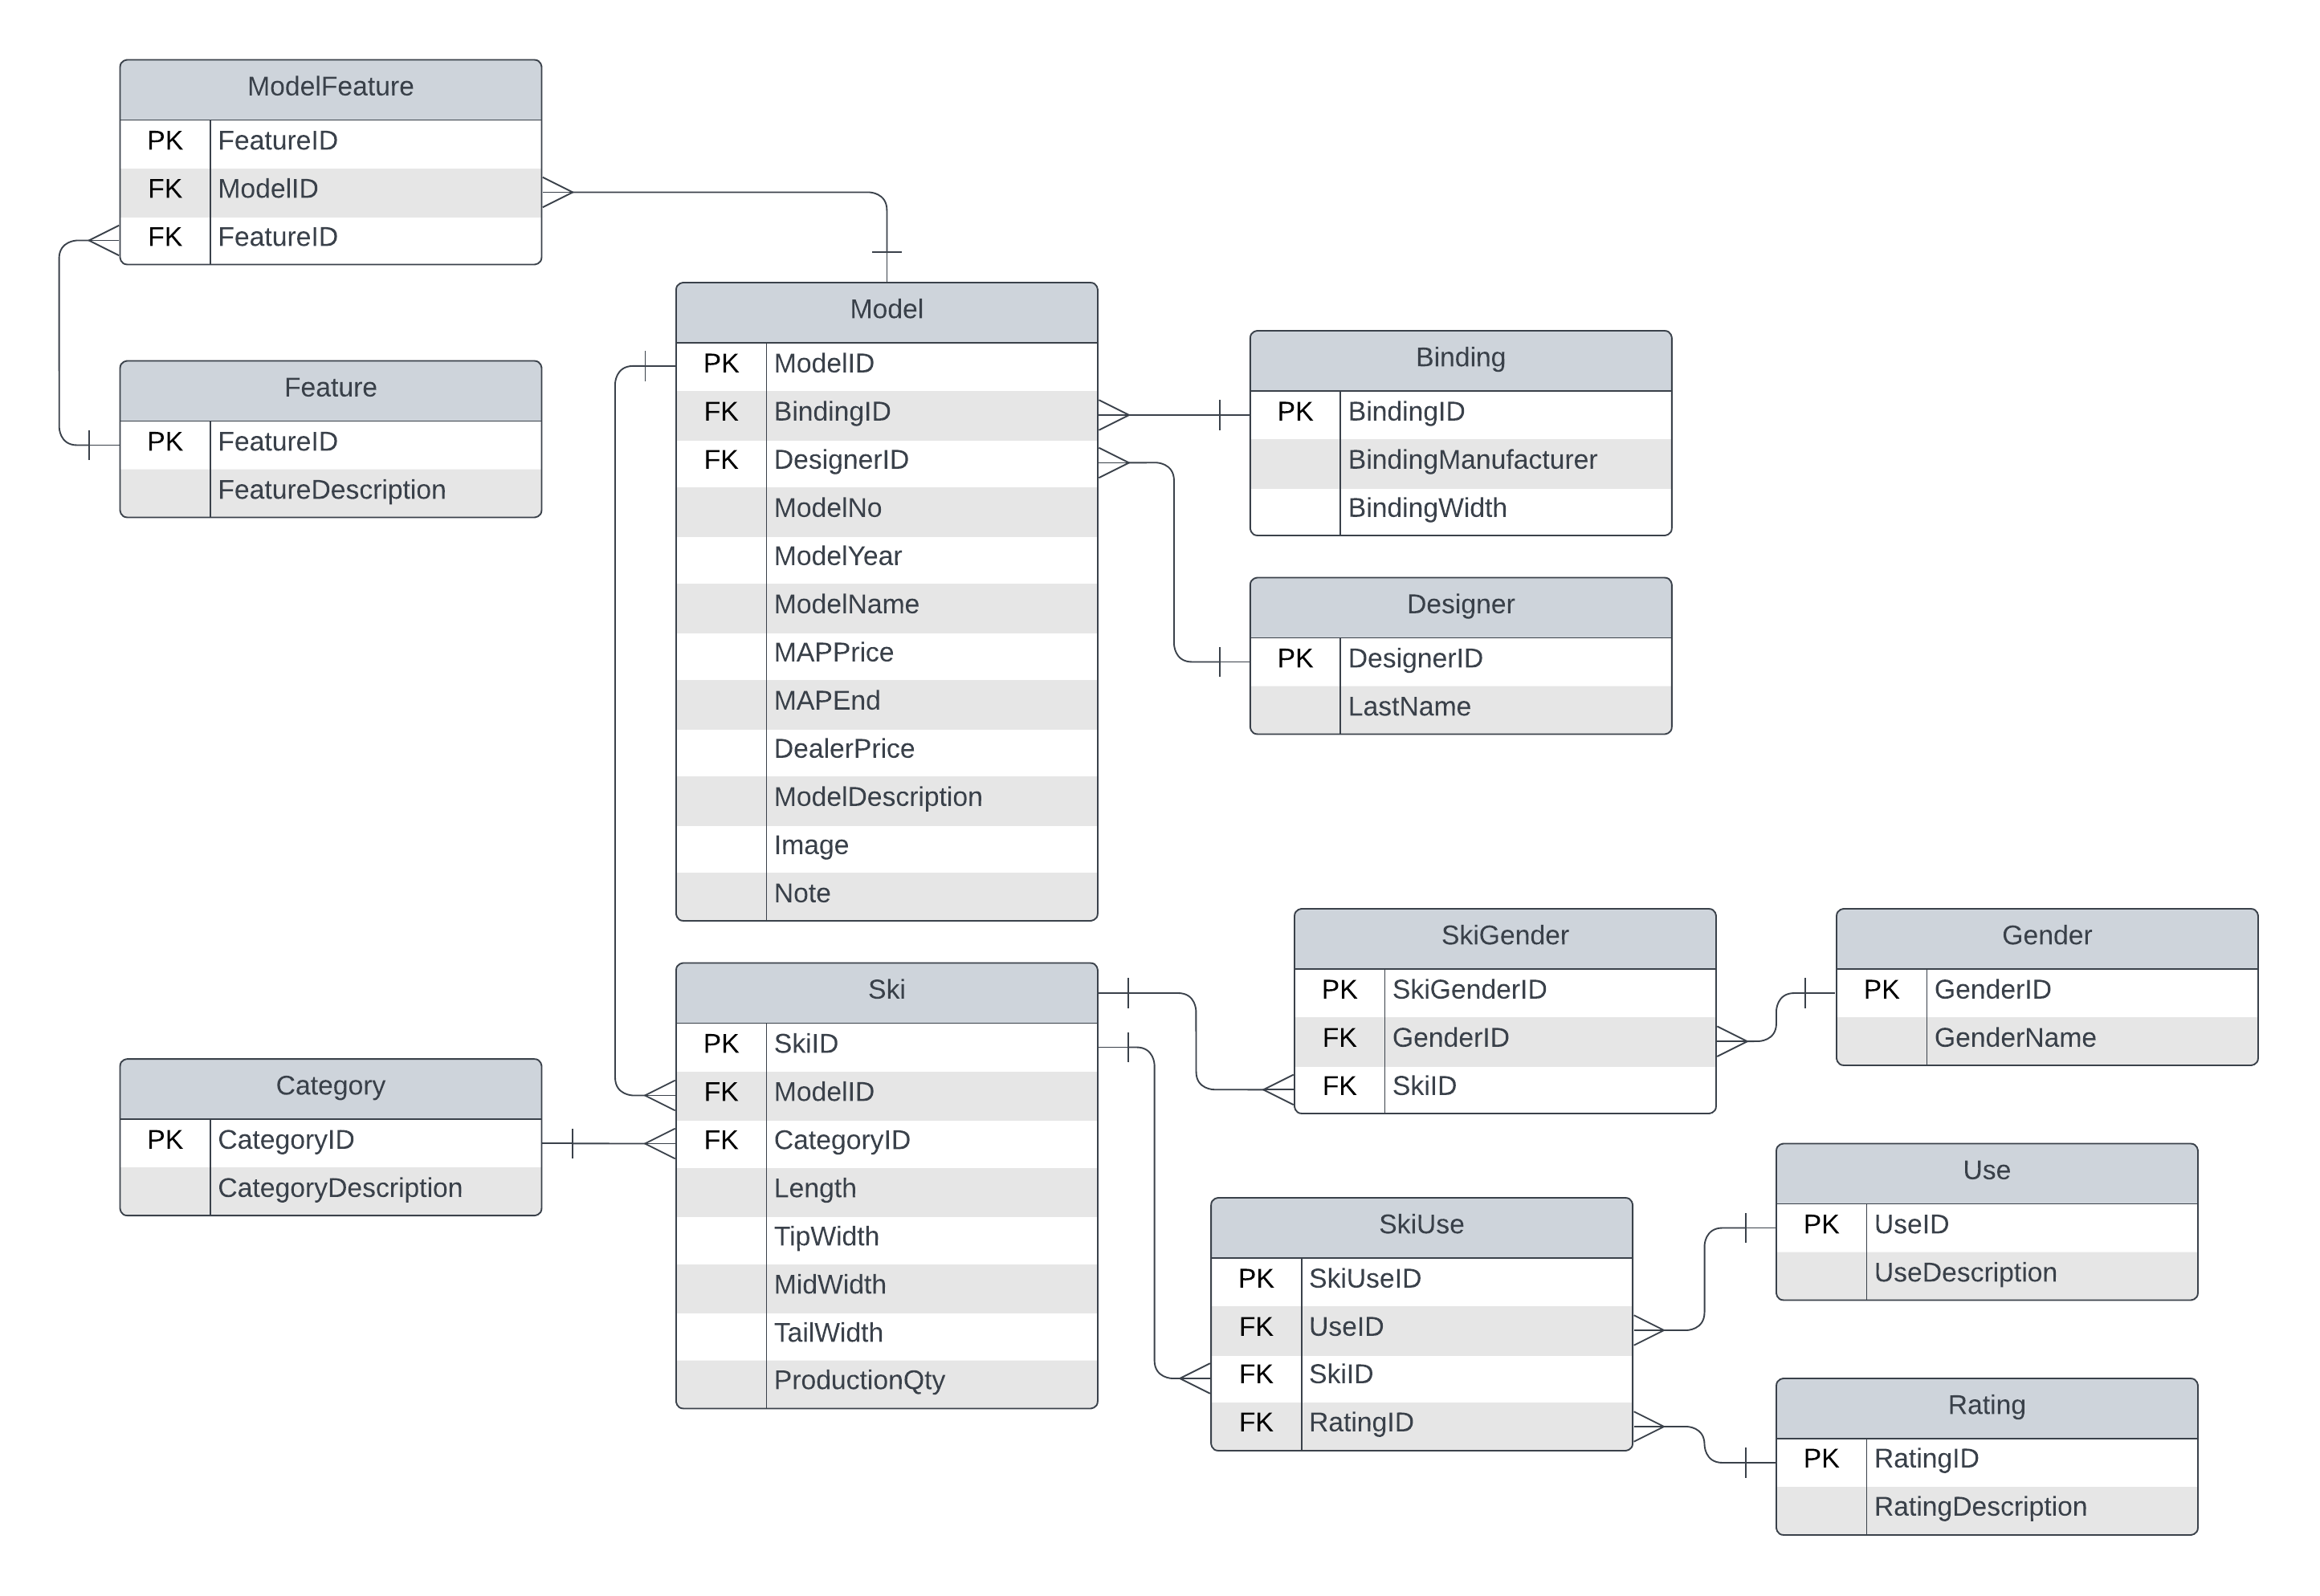 ModelFeature
PK FeatureID
FK ModelID
FK FeatureID
Feature
PK FeatureID
FeatureDescription
Model
PK ModelID
FK BindingID
FK DesignerID
ModelNo
ModelYear
ModelName
MAPPrice
MAPEnd
DealerPrice
ModelDescription
Image
Note
Binding
PK BindingID
BindingManufacturer
BindingWidth
Designer
PK DesignerID
LastName
Category
PK CategoryID
CategoryDescription
Ski
PK SkiID
FK ModelID
FK CategoryID
Length
TipWidth
MidWidth
TailWidth
ProductionQty
SkiGender
PK SkiGenderID
FK GenderID
FK SkiID
Gender
PK GenderID
GenderName
SkiUse
PK SkiUseID
FK UseID
FK SkiID
FK RatingID
Use
PK UseID
UseDescription
Rating
PK RatingID
RatingDescription